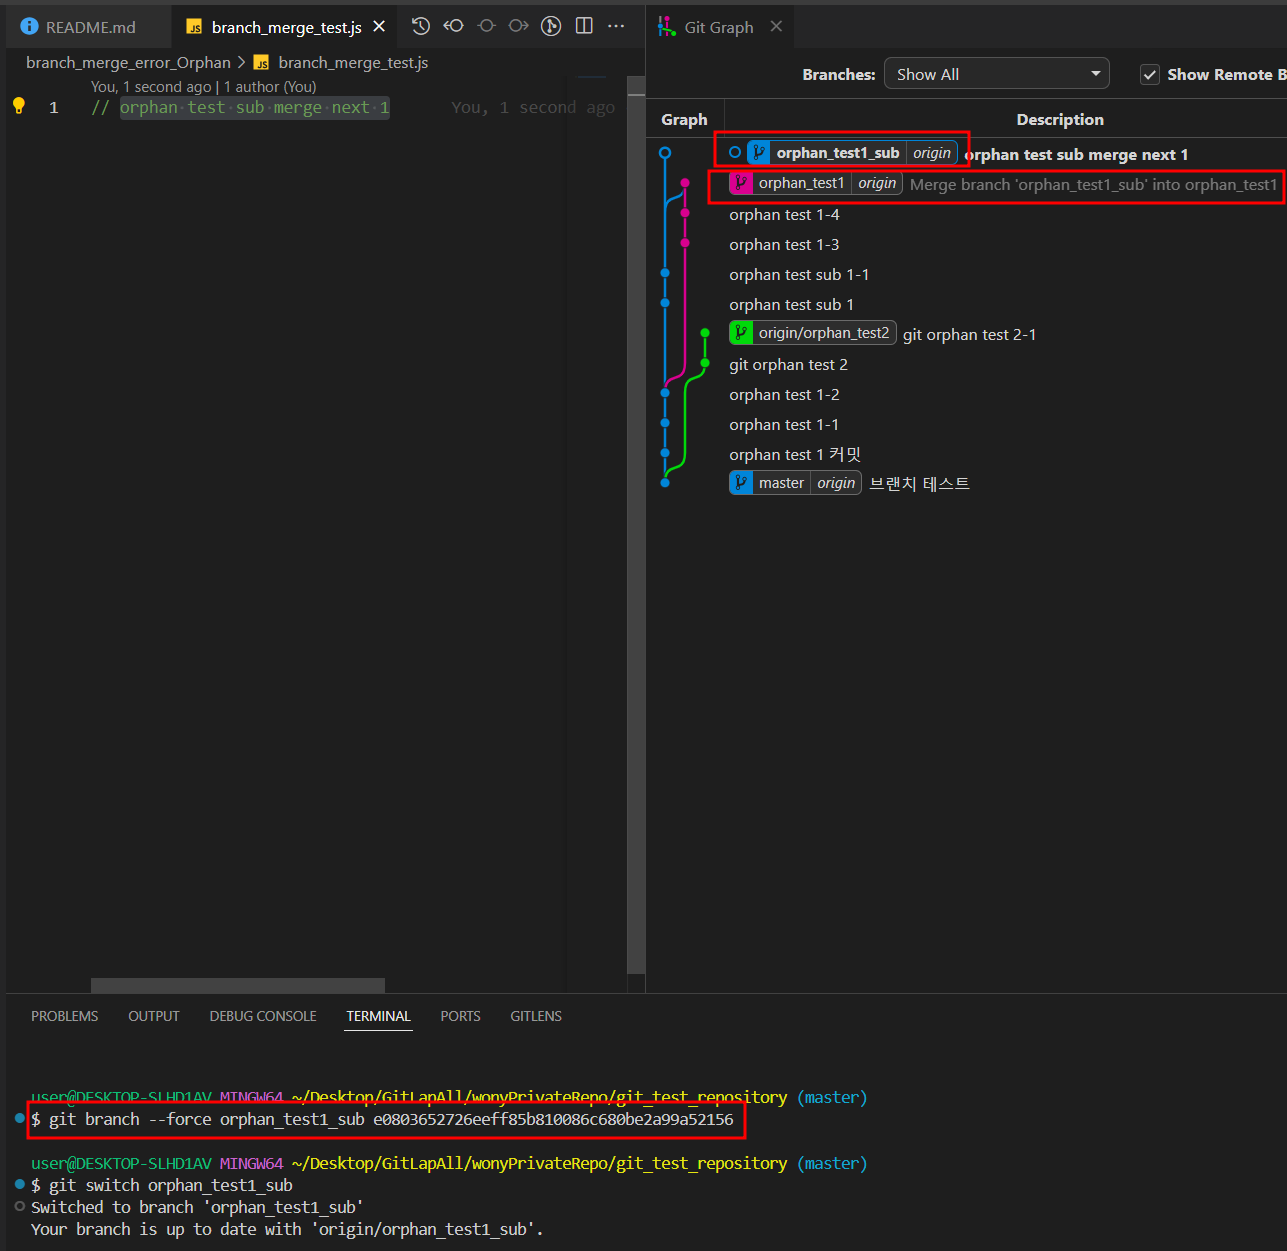 README.md
JS branch_merge_test.js
Git Graph
branch_merge_error_Orphan > JS branch_merge_test.js
You, 1 second ago | 1 author (You)
1 // orphan test sub merge next 1 You, 1 second ago
Branches: Show All Show Remote B
Graph Description
orphan_test1_sub origin orphan test sub merge next 1
orphan_test1 origin Merge branch 'orphan_test1_sub' into orphan_test1
orphan test 1-4
orphan test 1-3
orphan test sub 1-1
orphan test sub 1
origin/orphan_test2 git orphan test 2-1
git orphan test 2
orphan test 1-2
orphan test 1-1
orphan test 1 커밋
master origin 브랜치 테스트
PROBLEMS OUTPUT DEBUG CONSOLE TERMINAL PORTS GITLENS
user@DESKTOP-SLHD1AV MINGW64 ~/Desktop/GitLapAll/wonyPrivateRepo/git_test_repository (master)
$ git branch --force orphan_test1_sub e0803652726eeff85b810086c680be2a99a52156
user@DESKTOP-SLHD1AV MINGW64 ~/Desktop/GitLapAll/wonyPrivateRepo/git_test_repository (master)
$ git switch orphan_test1_sub
Switched to branch 'orphan_test1_sub'
Your branch is up to date with 'origin/orphan_test1_sub'.